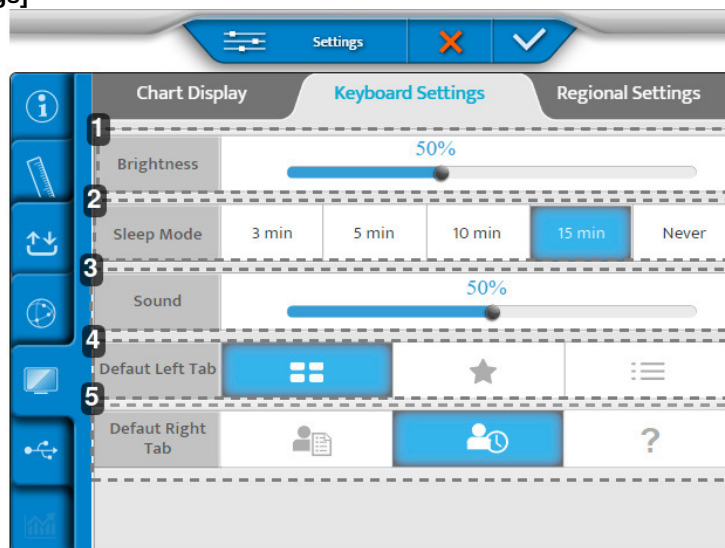 gs]
Settings
Chart Display Keyboard Settings Regional Settings
1
Brightness 50%
2
Sleep Mode 3 min 5 min 10 min 15 min Never
3
Sound 50%
4
Defaut Left Tab
5
Defaut Right
Tab ?